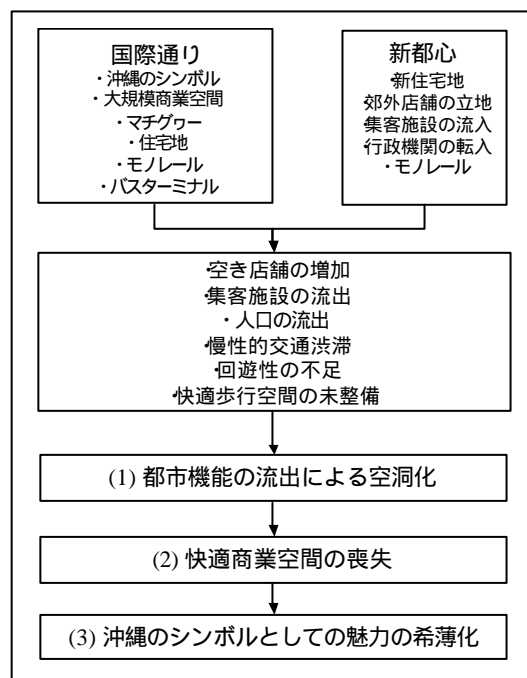 国際通り
・沖縄のシンボル
・大規模商業空間
・マチグヮー
・住宅地
・モノレール
・バスターミナル
新都心
・新住宅地
・郊外店舗の立地
・集客施設の流入
・行政機関の転入
・モノレール
・空き店舗の増加
・集客施設の流出
・人口の流出
・慢性的交通渋滞
・回遊性の不足
・快適歩行空間の未整備
(1) 都市機能の流出による空洞化
(2) 快適商業空間の喪失
(3) 沖縄のシンボルとしての魅力の希薄化